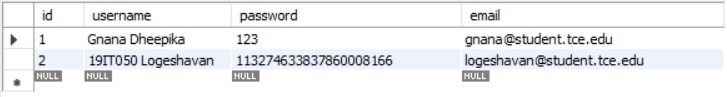 id username password email
1 Gnana Dheepika 123 gnana@student.tce.edu
2 19IT050 Logeshavan 113274633837860008166 logeshavan@student.tce.edu
NULL NULL NULL NULL